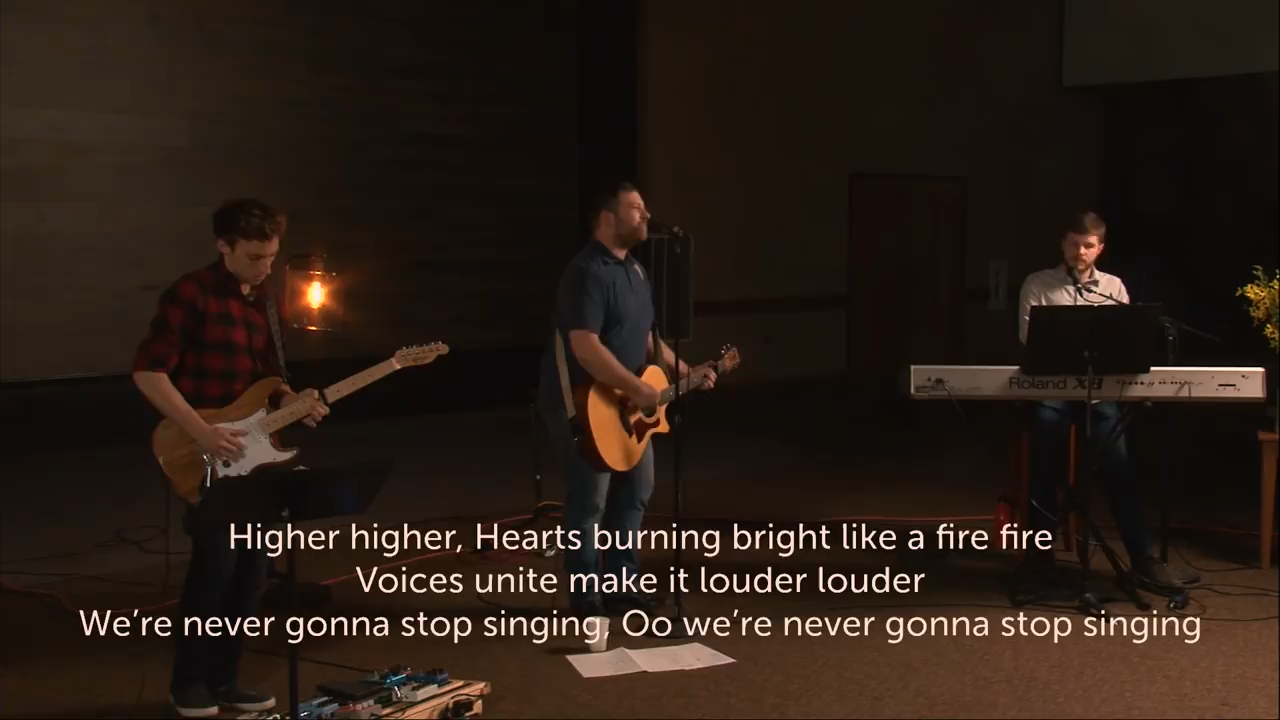 Roland
Higher higher, Hearts burning bright like a fire fire
Voices unite make it louder louder
We're never gonna stop singing, Oo we're never gonna stop singing